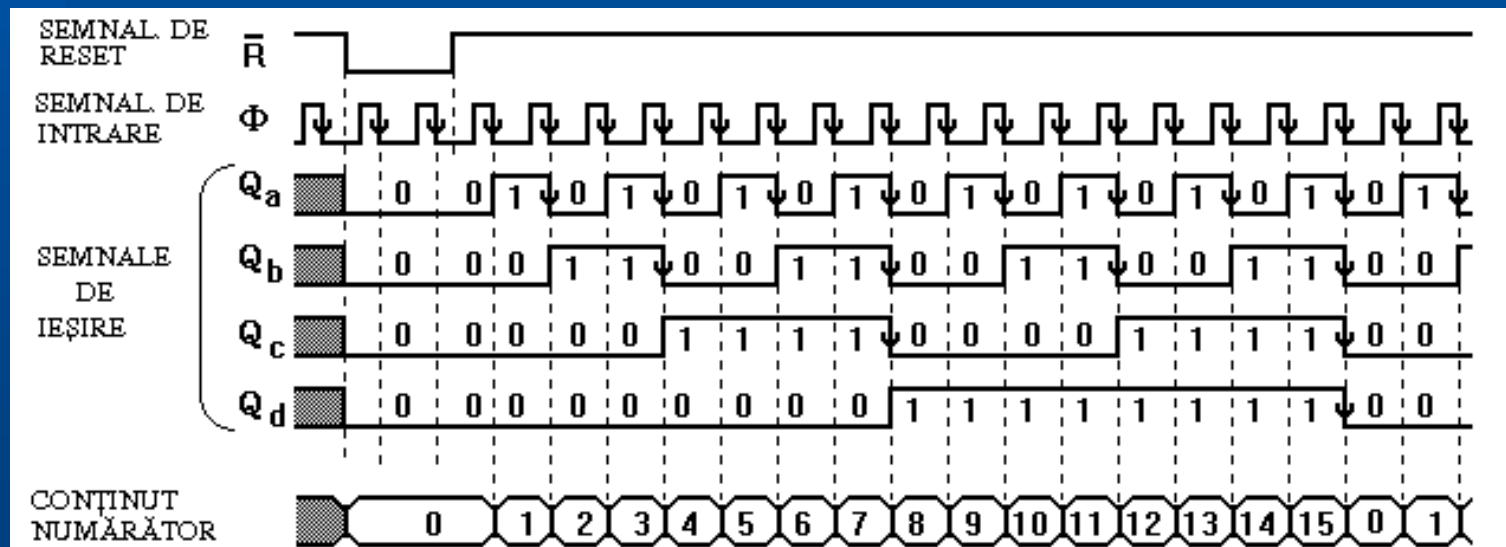 SEMNAL. DE
RESET
R̅
SEMNAL. DE
INTRARE
Φ
Qa 0 0 1 0 1 0 1 0 1 0 1 0 1 0 1 0 1 0 1
SEMNALE
DE
IEȘIRE
Qb 0 0 0 1 1 0 0 1 1 0 0 1 1 0 0 1 1 0 0
Qc 0 0 0 0 0 1 1 1 1 0 0 0 0 1 1 1 1 0 0
Qd 0 0 0 0 0 0 0 0 0 1 1 1 1 1 1 1 1 0 0
CONȚINUT
NUMĂRĂTOR
0 1 2 3 4 5 6 7 8 9 10 11 12 13 14 15 0 1